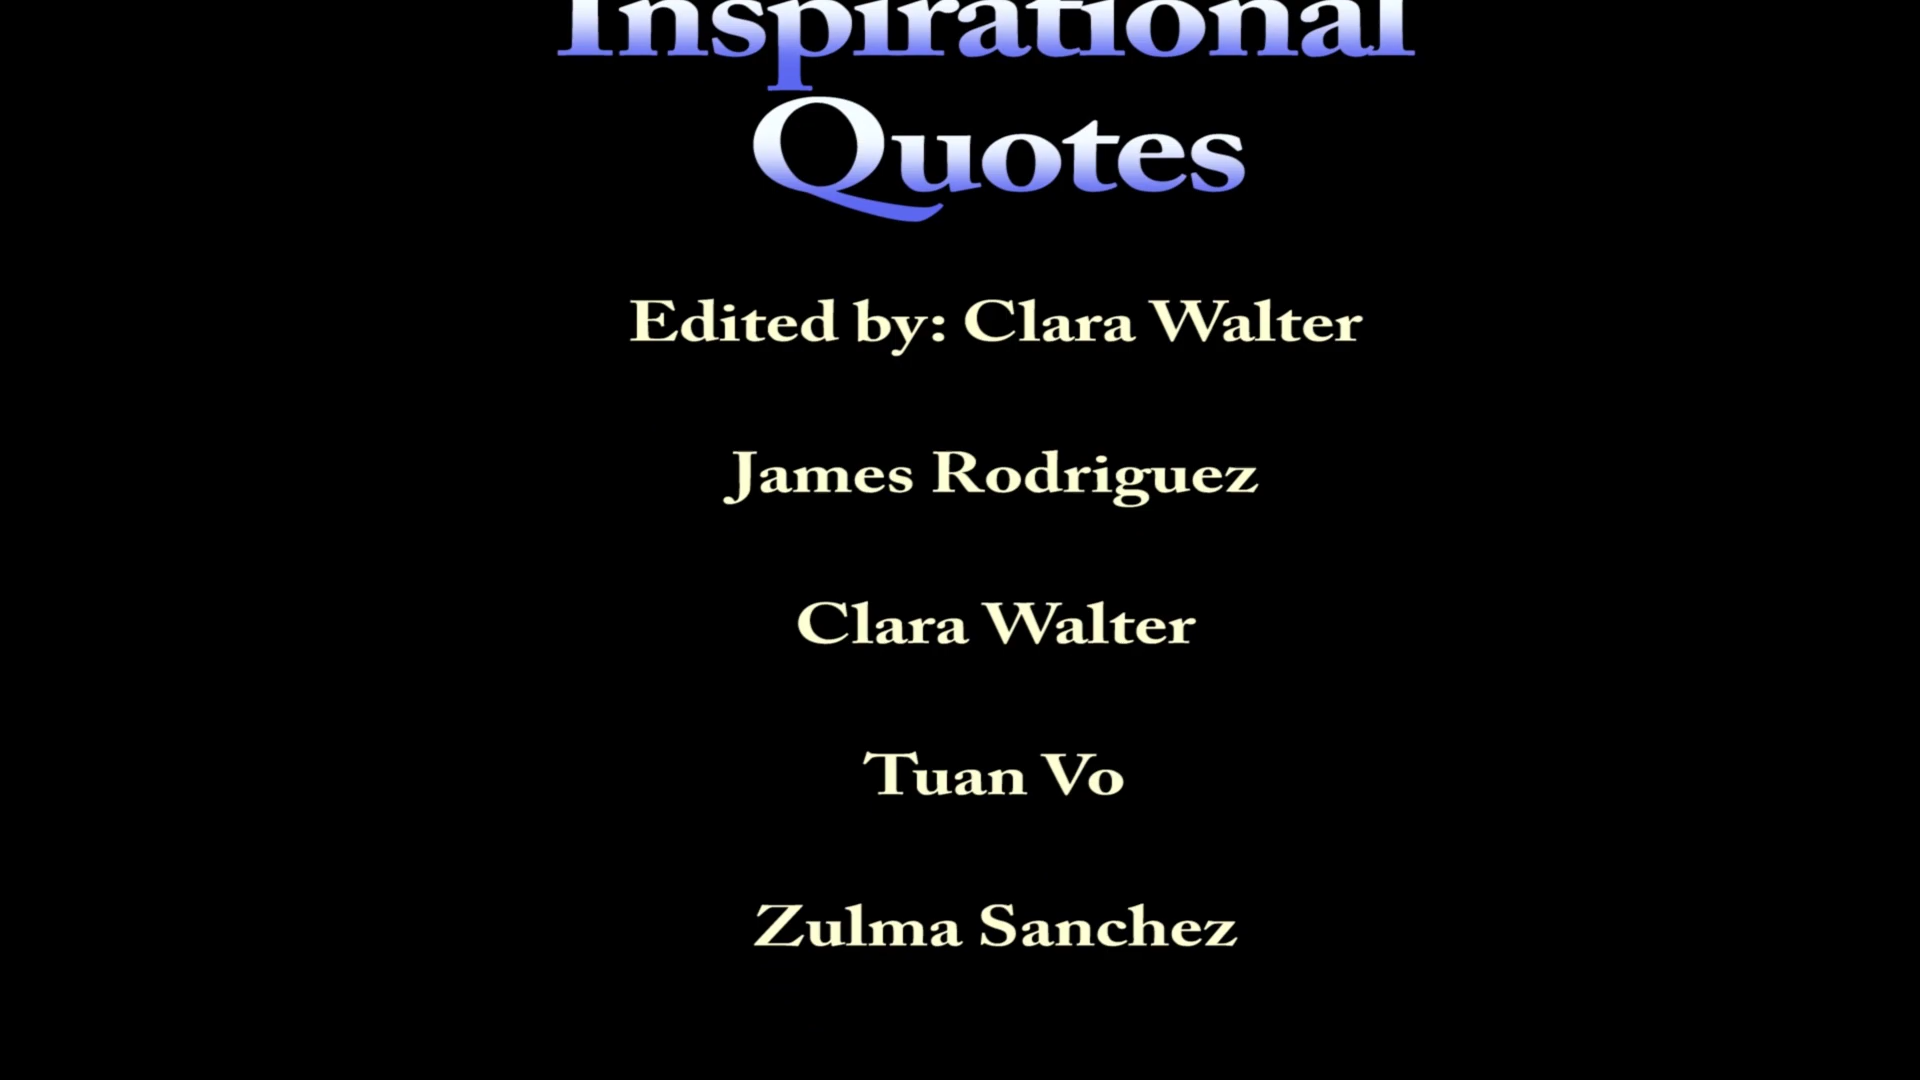 Inspirational
Quotes
Edited by: Clara Walter
James Rodriguez
Clara Walter
Tuan Vo
Zulma Sanchez